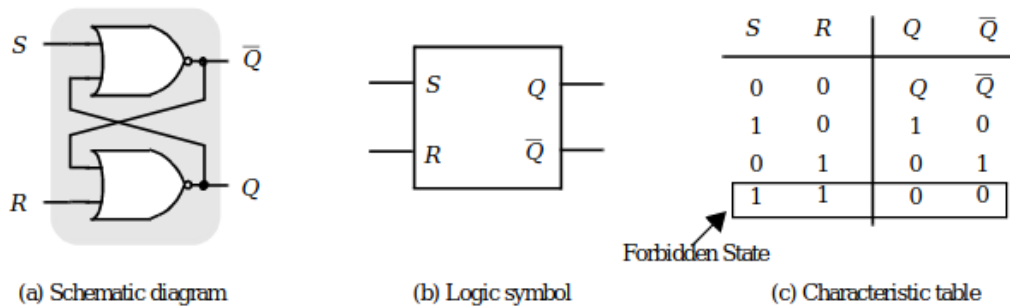 S
Q̅
R
Q
(a) Schematic diagram
S Q
R Q̅
(b) Logic symbol
S R Q Q̅
0 0 Q Q̅
1 0 1 0
0 1 0 1
1 1 0 0
Forbidden State
(c) Characteristic table